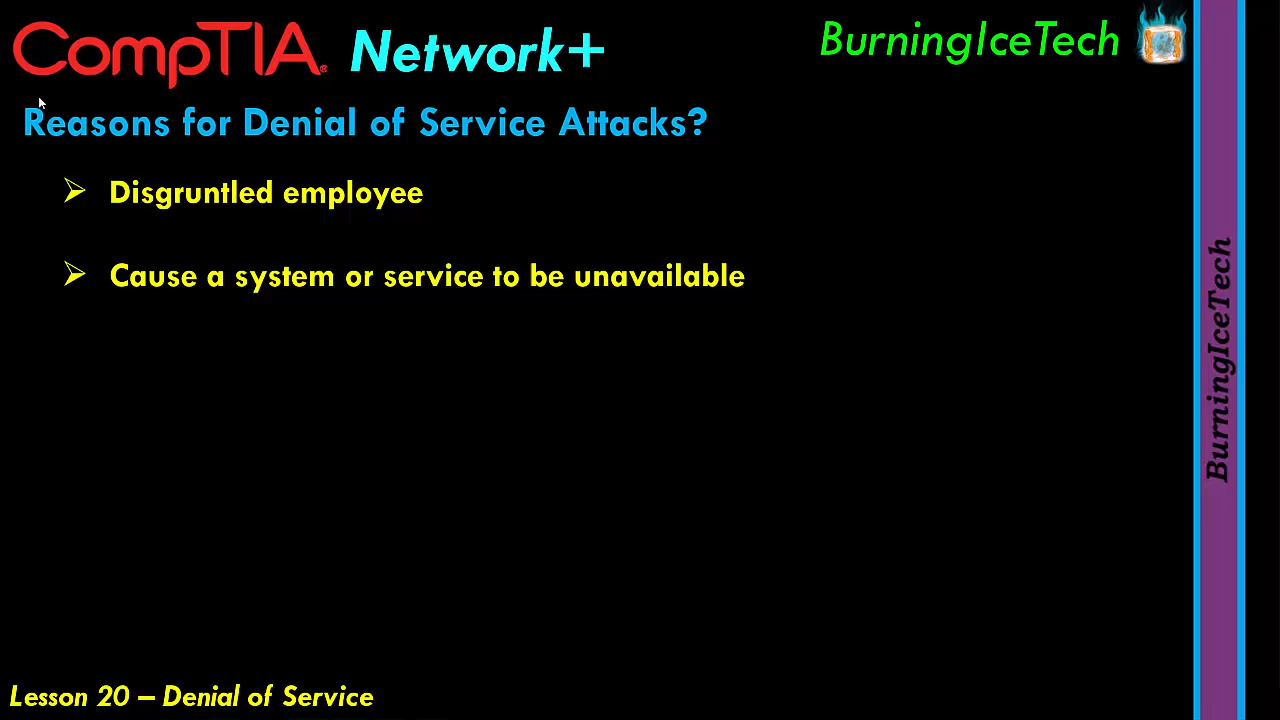 CompTIA® Network+
BurningIceTech
Reasons for Denial of Service Attacks?
➢ Disgruntled employee
➢ Cause a system or service to be unavailable
BurningIceTech
Lesson 20 – Denial of Service